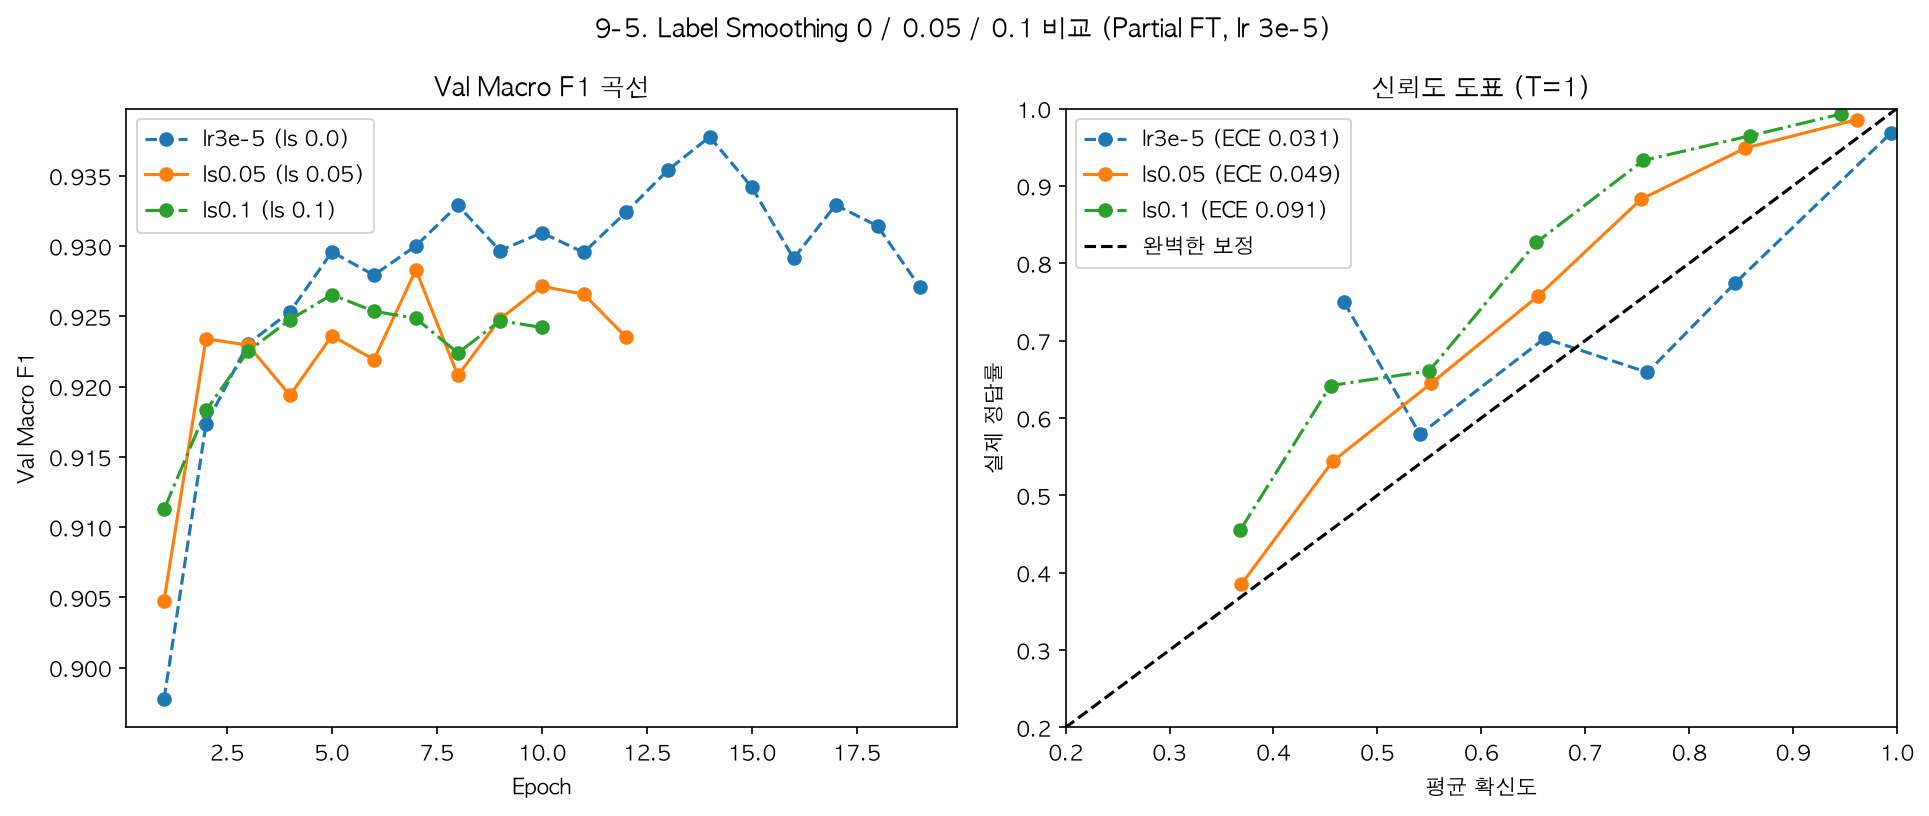 9-5. Label Smoothing 0 / 0.05 / 0.1 비교 (Partial FT, lr 3e-5)
Val Macro F1 곡선
lr3e-5 (ls 0.0)
ls0.05 (ls 0.05)
ls0.1 (ls 0.1)
0.935
0.930
0.925
0.920
0.915
0.910
0.905
0.900
Val Macro F1
2.5 5.0 7.5 10.0 12.5 15.0 17.5
Epoch
신뢰도 도표 (T=1)
lr3e-5 (ECE 0.031)
ls0.05 (ECE 0.049)
ls0.1 (ECE 0.091)
완벽한 보정
1.0
0.9
0.8
0.7
0.6
0.5
0.4
0.3
0.2
실제 정답률
0.2 0.3 0.4 0.5 0.6 0.7 0.8 0.9 1.0
평균 확신도